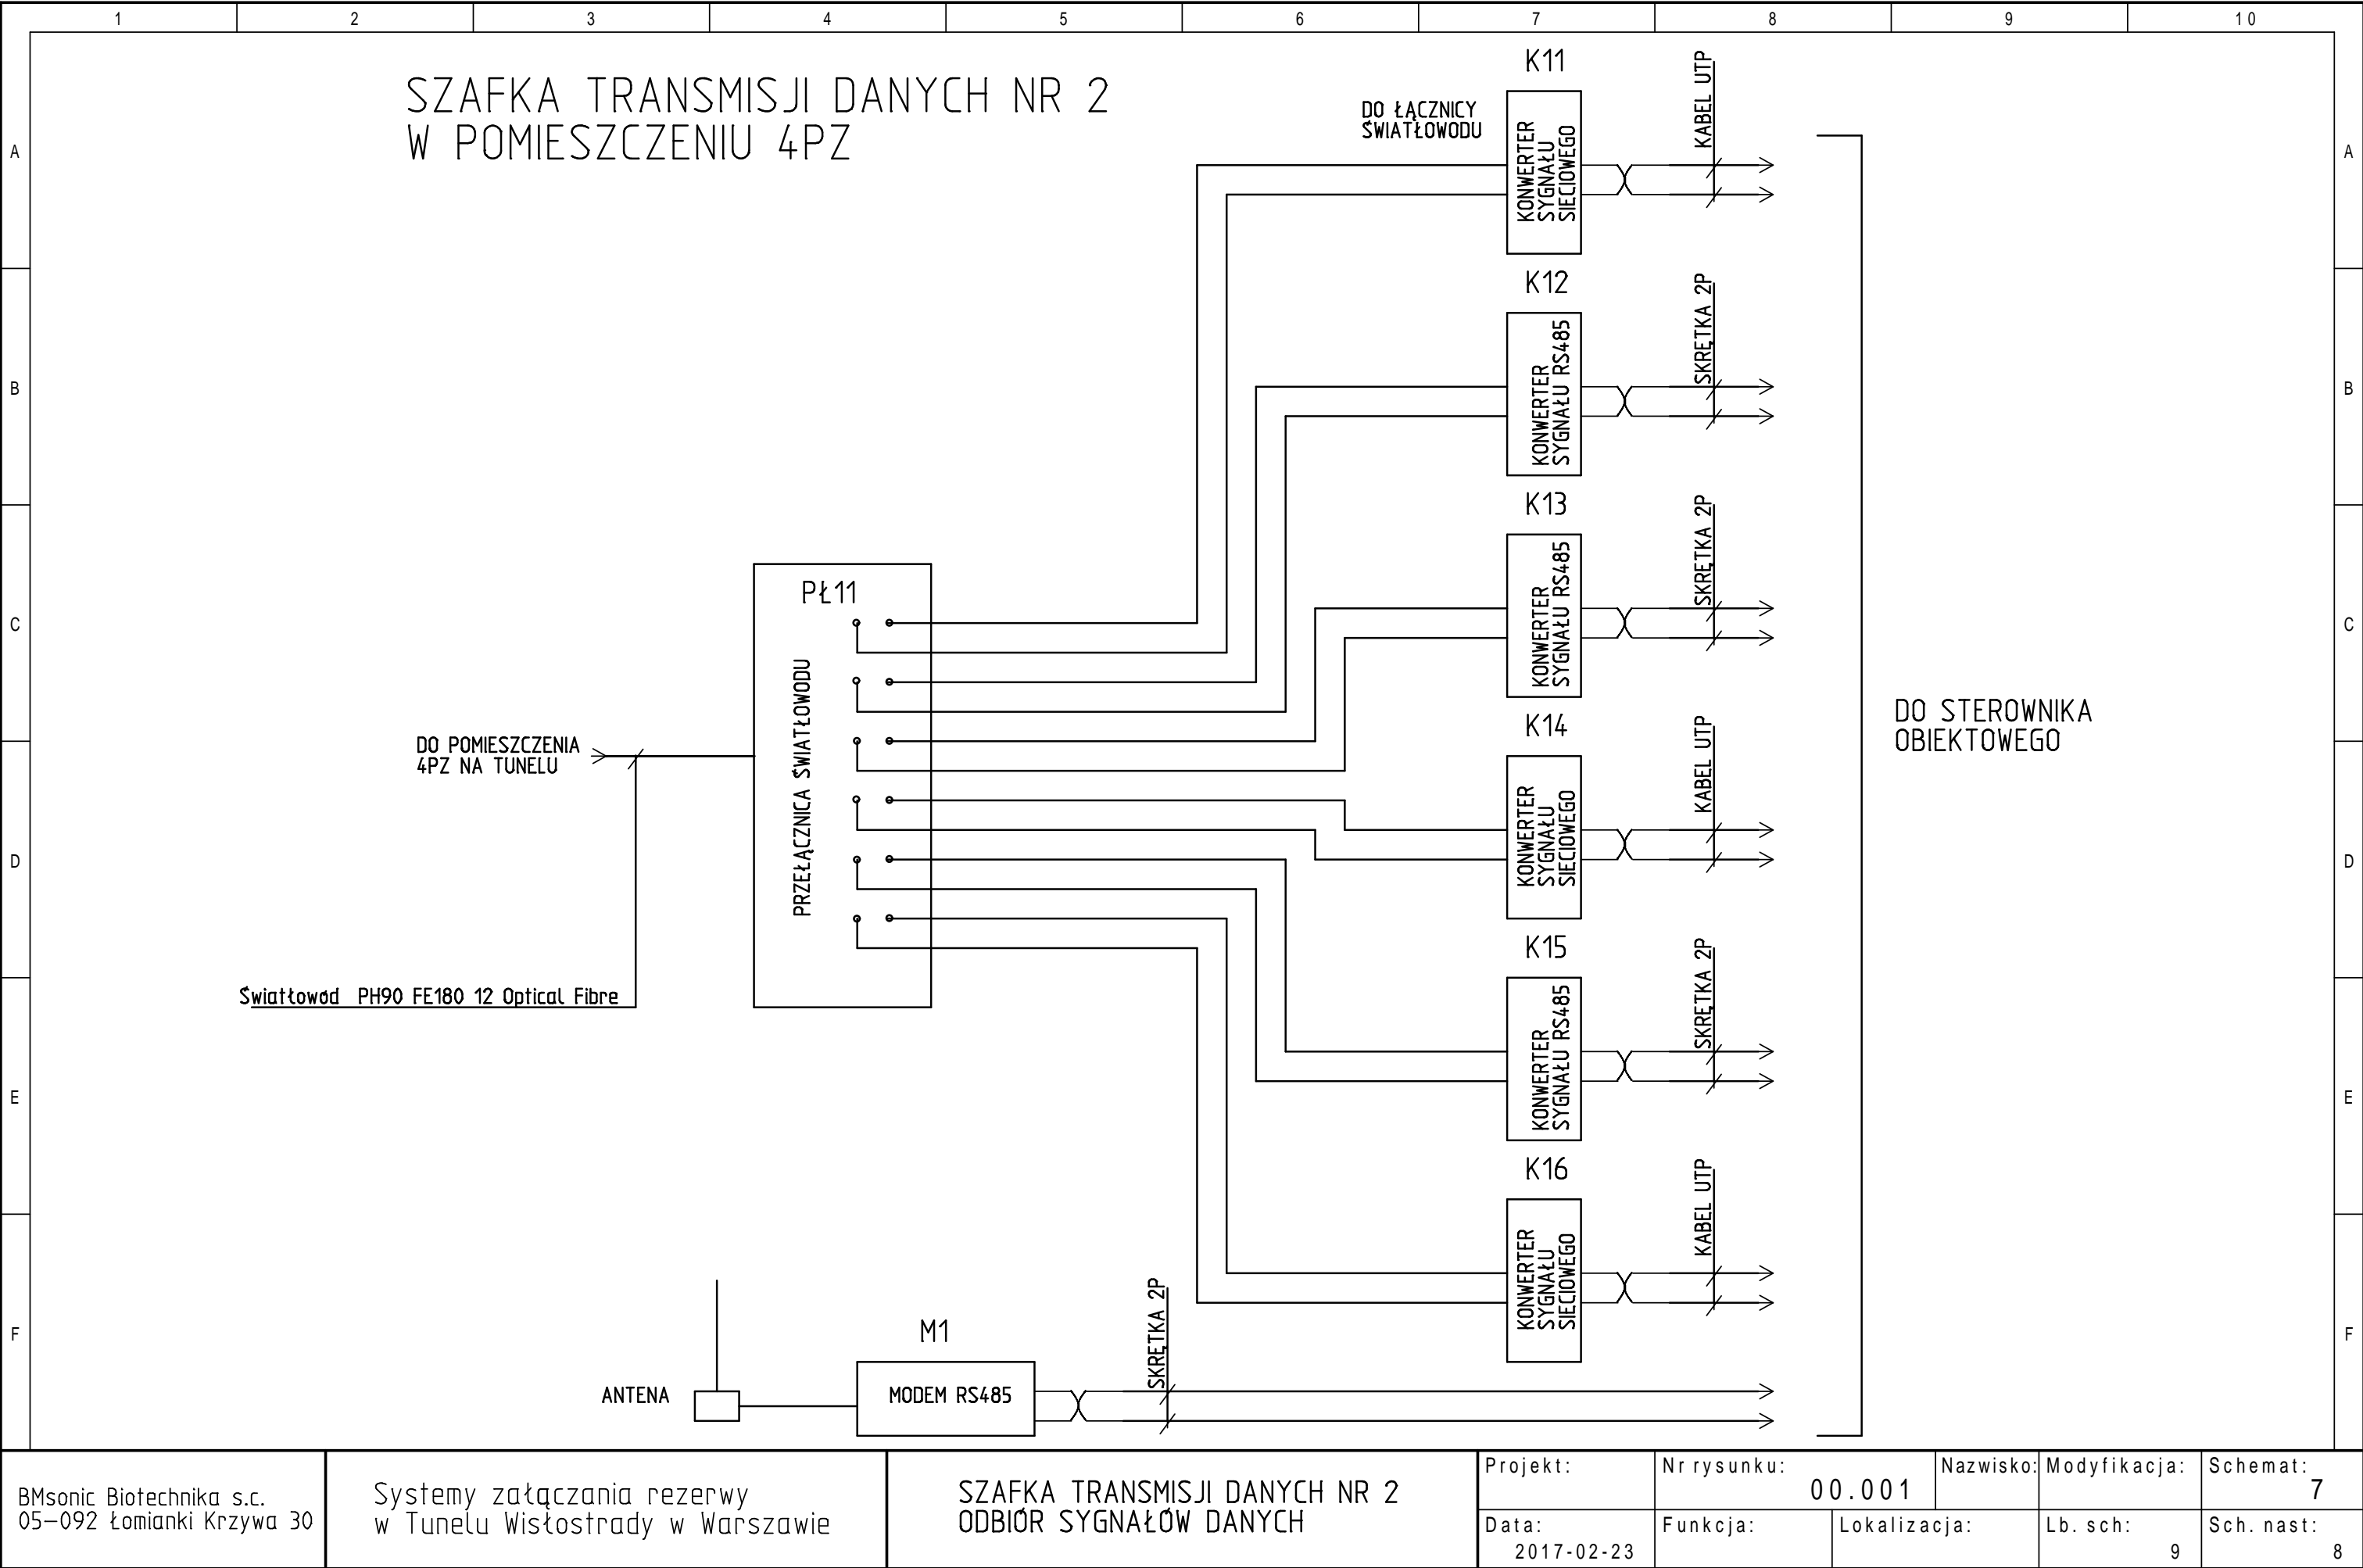 1 2 3 4 5 6 7 8 9 10
SZAFKA TRANSMISJI DANYCH NR 2
W POMIESZCZENIU 4PZ
A
A
B
B
C
C
D
D
E
E
F
F
DO ŁĄCZNICY
ŚWIATŁOWODU
K11
KONWERTER
SYGNAŁU
SIECIOWEGO
KABEL UTP
K12
KONWERTER
SYGNAŁU RS485
SKRĘTKA 2P
K13
KONWERTER
SYGNAŁU RS485
SKRĘTKA 2P
PŁ11
PRZEŁĄCZNICA ŚWIATŁOWODU
DO POMIESZCZENIA
4PZ NA TUNELU
Światłowód PH90 FE180 12 Optical Fibre
K14
KONWERTER
SYGNAŁU
SIECIOWEGO
KABEL UTP
DO STEROWNIKA
OBIEKTOWEGO
K15
KONWERTER
SYGNAŁU RS485
SKRĘTKA 2P
K16
KONWERTER
SYGNAŁU
SIECIOWEGO
KABEL UTP
ANTENA
M1
MODEM RS485
SKRĘTKA 2P
BMsonic Biotechnika s.c.
05-092 Łomianki Krzywa 30
Systemy załączania rezerwy
w Tunelu Wisłostrady w Warszawie
SZAFKA TRANSMISJI DANYCH NR 2
ODBIÓR SYGNAŁÓW DANYCH
Projekt:
Nr rysunku:
00.001
Nazwisko:
Modyfikacja:
Schemat:
7
Data:
2017-02-23
Funkcja:
Lokalizacja:
Lb. sch:
9
Sch. nast:
8